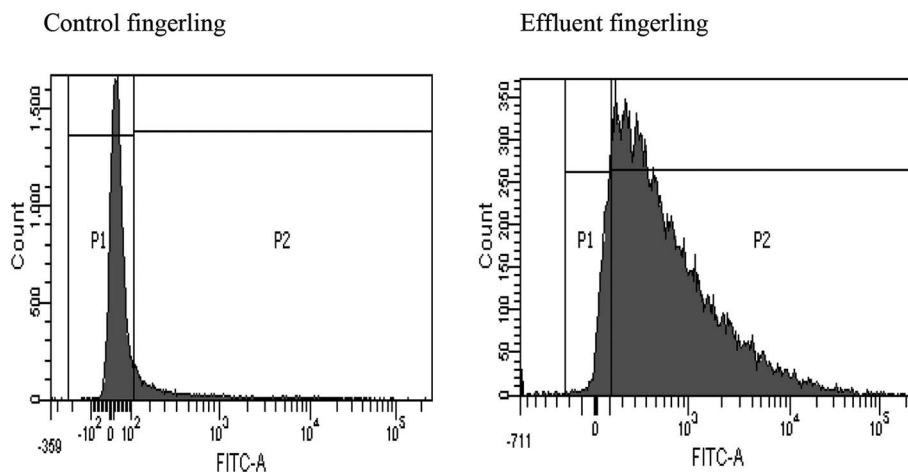 Control fingerling
Effluent fingerling
Count
0
500
1,000
1,500
P1
P2
-359
-10²
0
10²
10³
10⁴
10⁵
FITC-A
Count
0
50
100
150
200
250
300
350
P1
P2
-711
0
10³
10⁴
10⁵
FITC-A